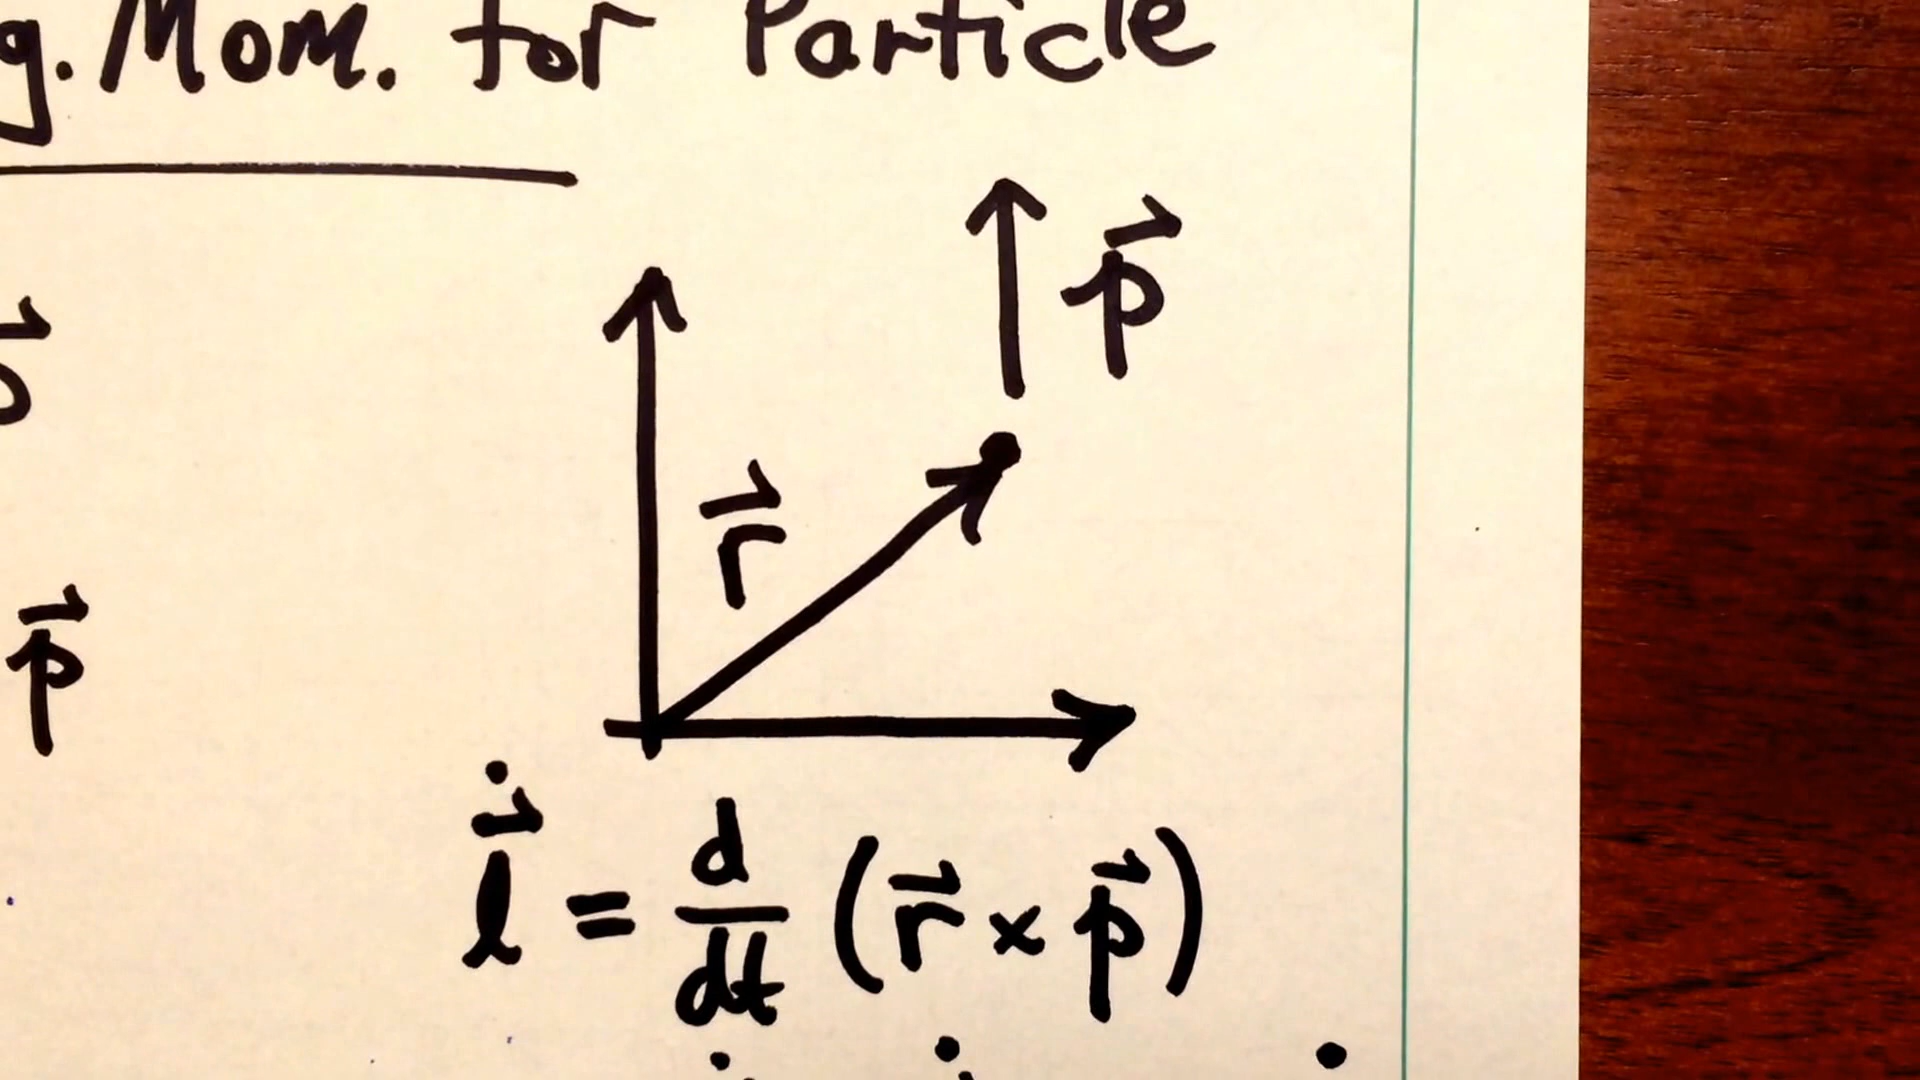 g. Mom. for Particle
p⃗
r⃗
p⃗
l⃗̇ = d/dt (r⃗ × p⃗)